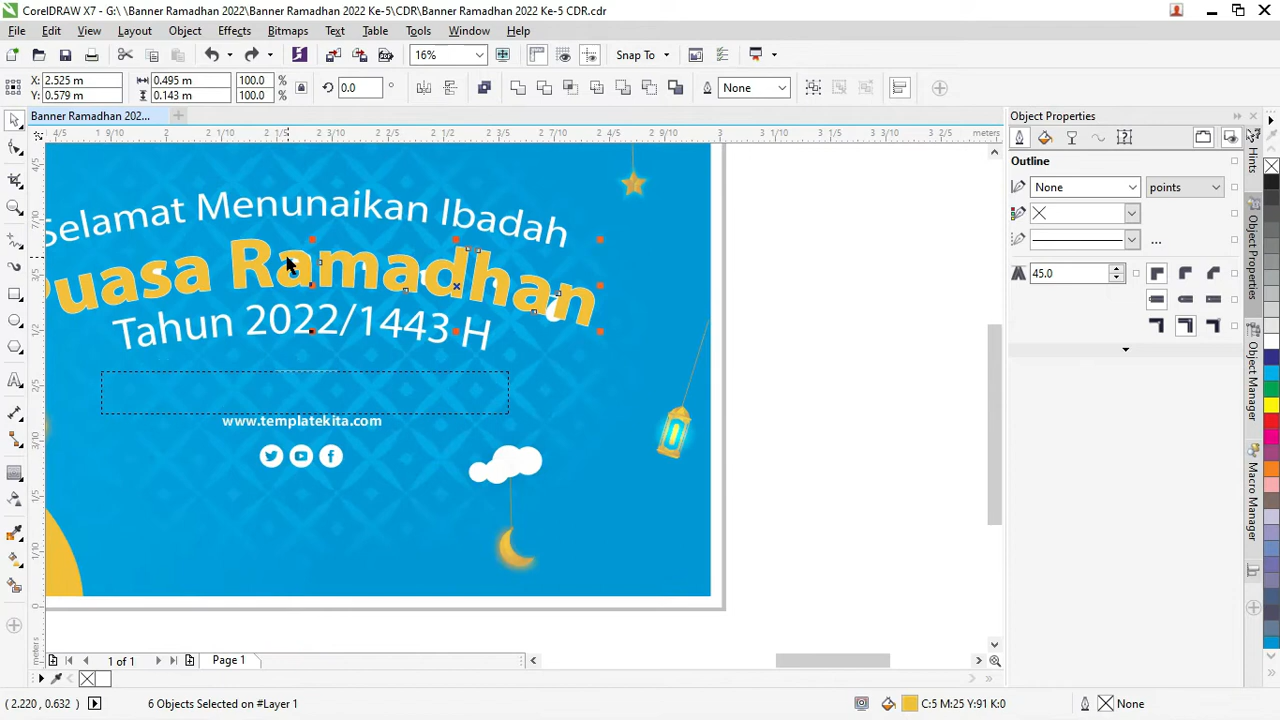 CorelDRAW X7 - G:\ \Banner Ramadhan 2022\Banner Ramadhan 2022 Ke-5\CDR\Banner Ramadhan 2022 Ke-5 CDR.cdr
File Edit View Layout Object Effects Bitmaps Text Table Tools Window Help
16% Snap To
X: 2.525 m 0.495 m 100.0 %
Y: 0.579 m 0.143 m 100.0 % 0.0 ° None
Banner Ramadhan 202...
Object Properties
meters
Outline
None points
45.0
Hints
Object Properties
Object Manager
Macro Manager
Selamat Menunaikan Ibadah
Puasa Ramadhan
Tahun 2022/1443 H
www.templatekita.com
1 of 1 Page 1
(2.220, 0.632) 6 Objects Selected on #Layer 1 C:5 M:25 Y:91 K:0 None